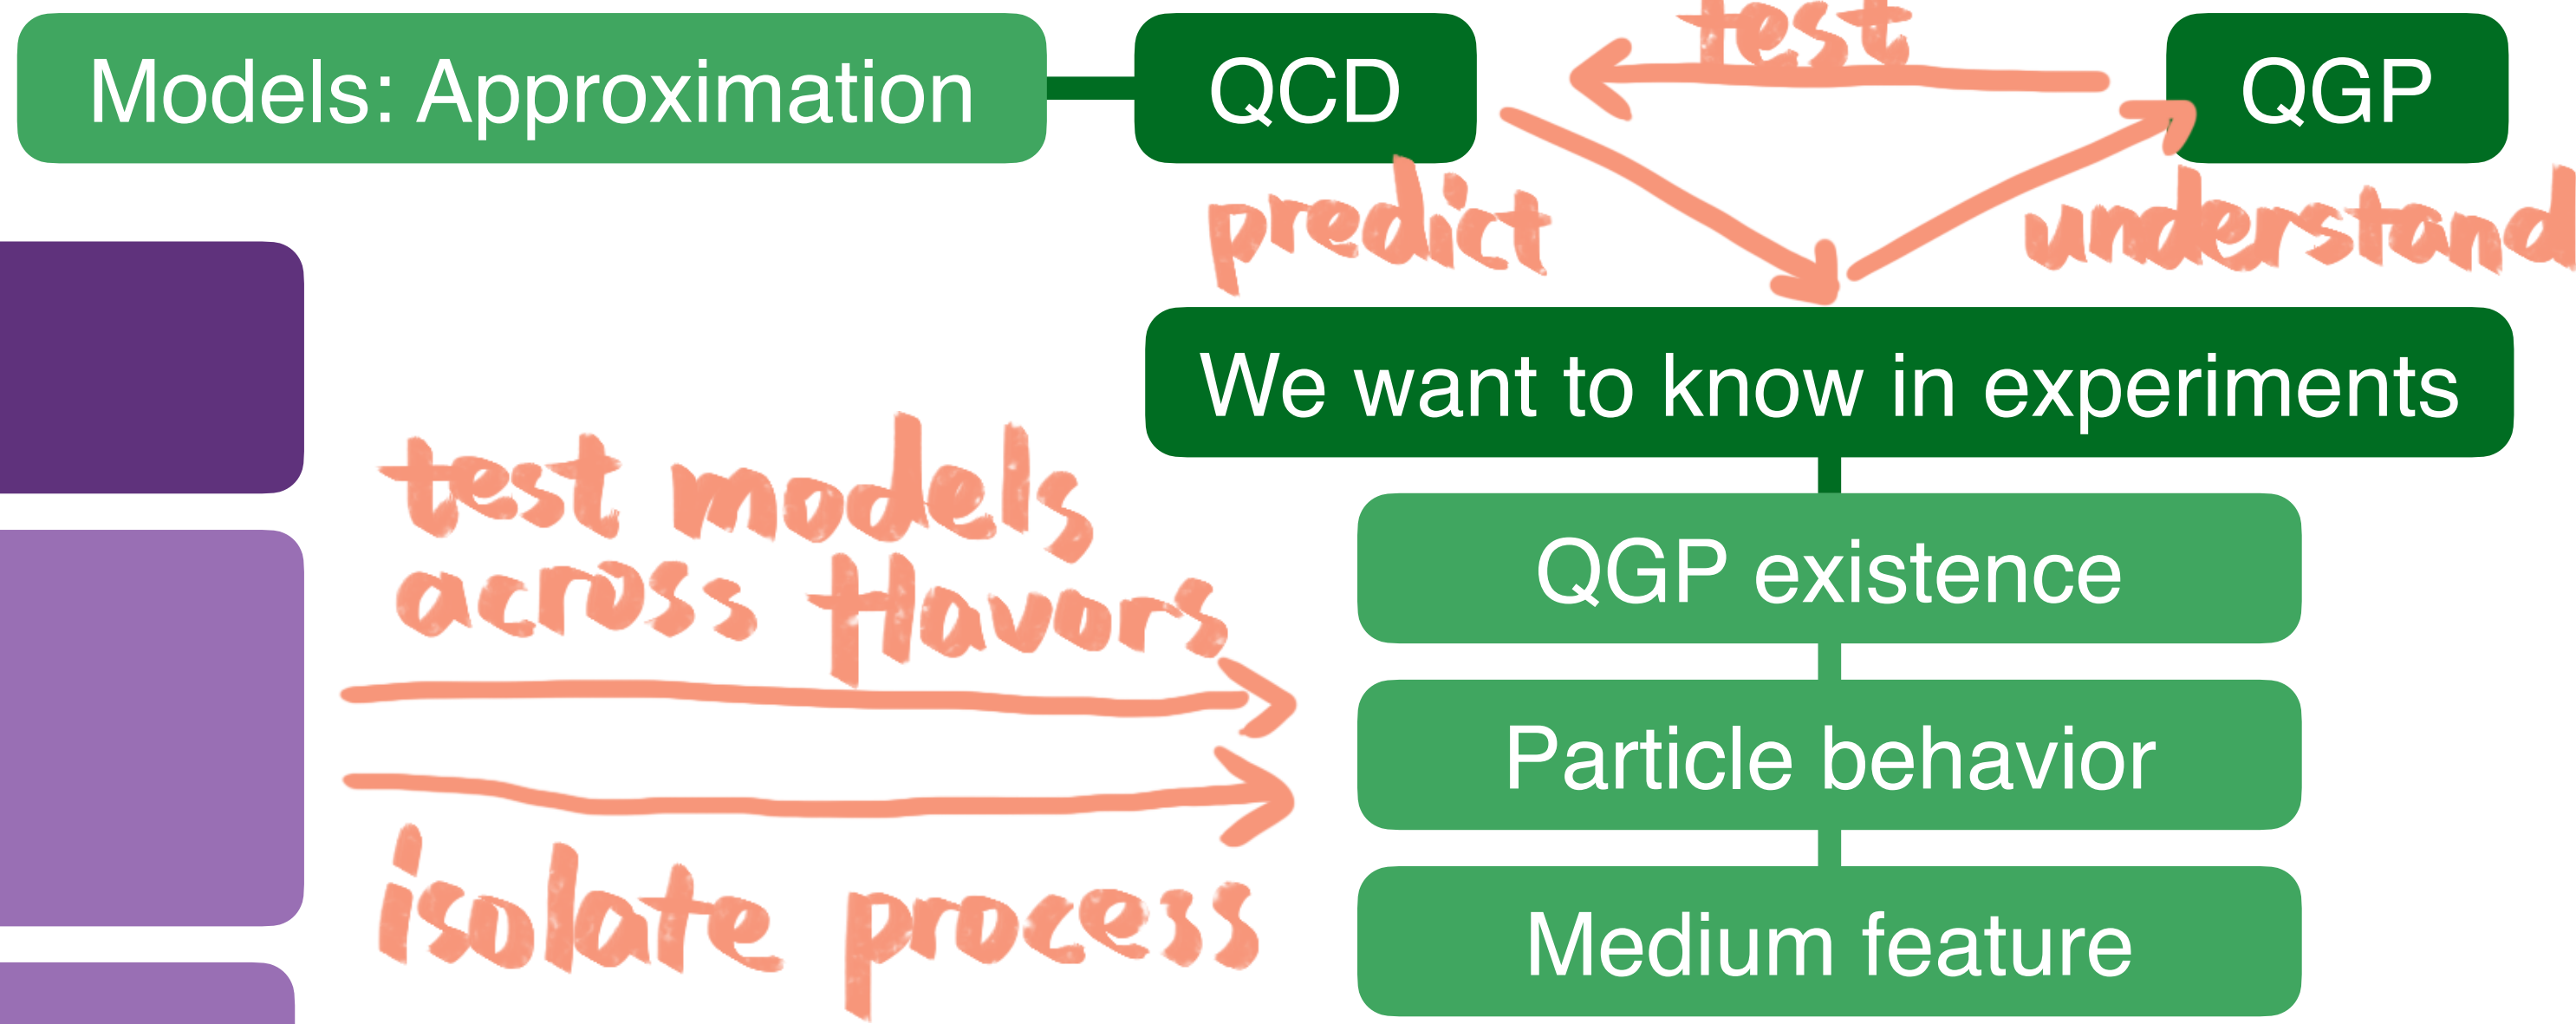 test
Models: Approximation
QCD
QGP
predict
understand
We want to know in experiments
test models
across flavors
QGP existence
Particle behavior
isolate process
Medium feature